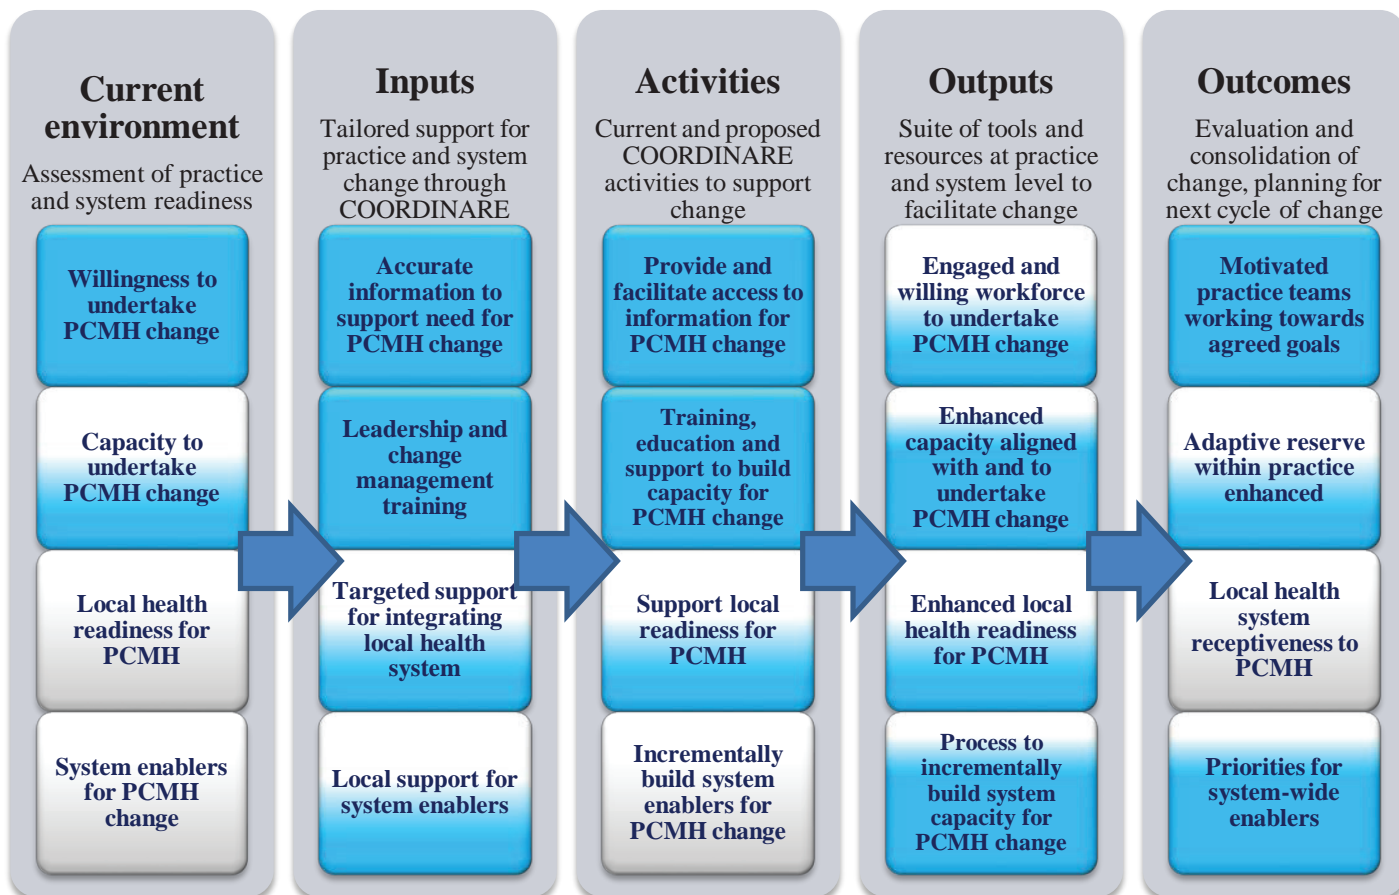 Current
environment
Assessment of practice
and system readiness
Willingness to
undertake
PCMH change
Capacity to
undertake
PCMH change
Local health
readiness for
PCMH
System enablers
for PCMH
change
Inputs
Tailored support for
practice and system
change through
COORDINARE
Accurate
information to
support need for
PCMH change
Leadership and
change
management
training
Targeted support
for integrating
local health
system
Local support for
system enablers
Activities
Current and proposed
COORDINARE
activities to support
change
Provide and
facilitate access to
information for
PCMH change
Training,
education and
support to build
capacity for
PCMH change
Support local
readiness for
PCMH
Incrementally
build system
enablers for
PCMH change
Outputs
Suite of tools and
resources at practice
and system level to
facilitate change
Engaged and
willing workforce
to undertake
PCMH change
Enhanced
capacity aligned
with and to
undertake
PCMH change
Enhanced local
health readiness
for PCMH
Process to
incrementally
build system
capacity for
PCMH change
Outcomes
Evaluation and
consolidation of
change, planning for
next cycle of change
Motivated
practice teams
working towards
agreed goals
Adaptive reserve
within practice
enhanced
Local health
system
receptiveness to
PCMH
Priorities for
system-wide
enablers